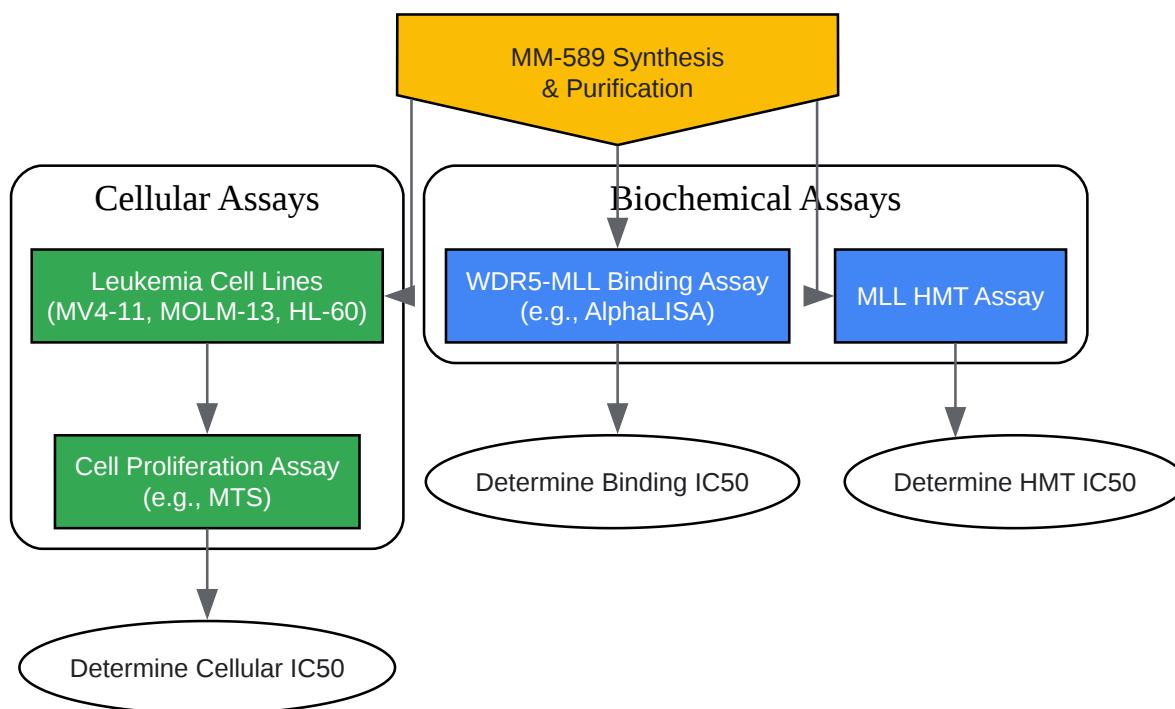 MM-589 Synthesis
& Purification
Cellular Assays
Biochemical Assays
Leukemia Cell Lines
(MV4-11, MOLM-13, HL-60)
WDR5-MLL Binding Assay
(e.g., AlphaLISA)
MLL HMT Assay
Cell Proliferation Assay
(e.g., MTS)
Determine Binding IC50
Determine HMT IC50
Determine Cellular IC50